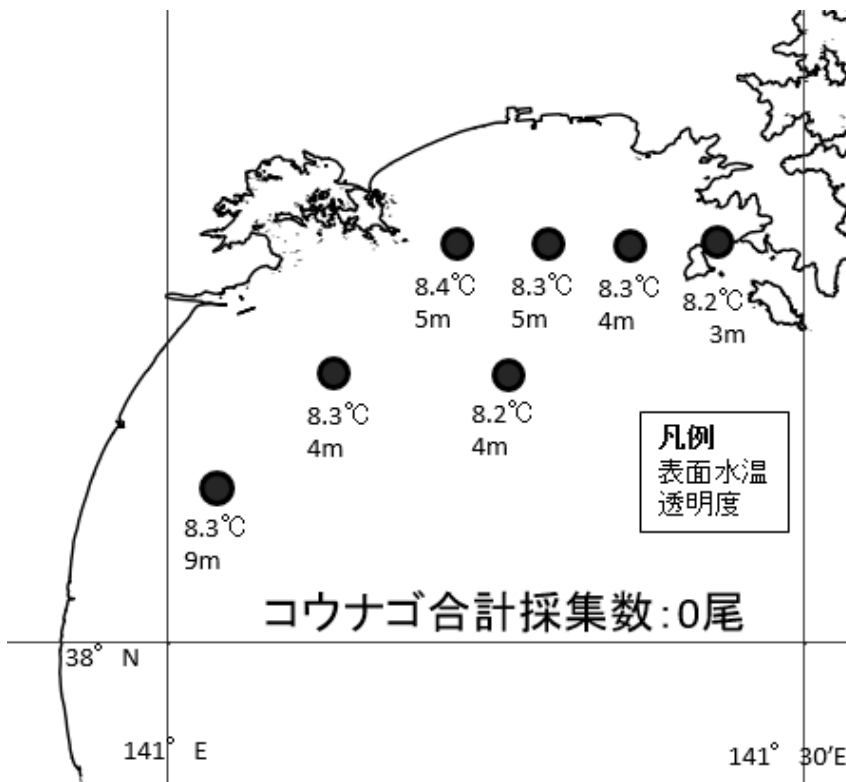 8.4℃
5m
8.3℃
5m
8.3℃
4m
8.2℃
3m
8.3℃
4m
8.2℃
4m
凡例
表面水温
透明度
8.3℃
9m
コウナゴ合計採集数:0尾
38° N
141° E
141° 30'E